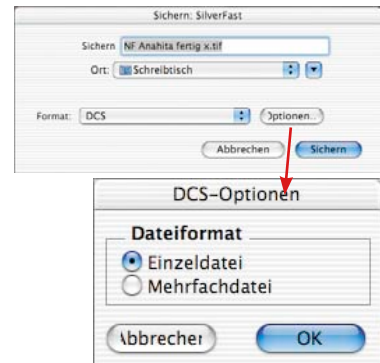 Sichern: SilverFast
Sichern NF Anahita fertig x.tif
Ort: Schreibtisch
Format: DCS Optionen..
Abbrechen Sichern
DCS-Optionen
Dateiformat
Einzeldatei
Mehrfachdatei
Abbrecher OK